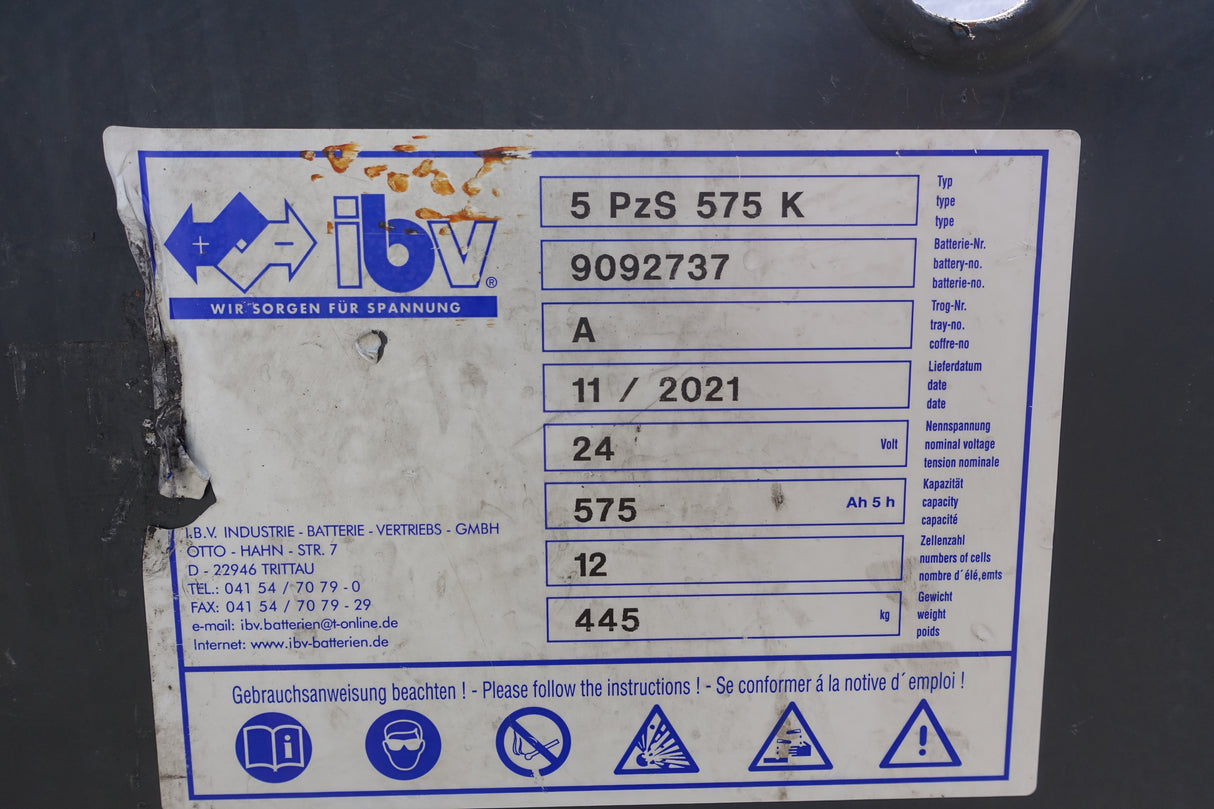 ibv®
WIR SORGEN FÜR SPANNUNG
5 PzS 575 K
Typ
type
type
9092737
Batterie-Nr.
battery-no.
batterie-no.
A
Trog-Nr.
tray-no.
coffre-no
11 / 2021
Lieferdatum
date
date
24 Volt
Nennspannung
nominal voltage
tension nominale
575 Ah 5 h
Kapazität
capacity
capacité
12
Zellenzahl
numbers of cells
nombre d´élé,emts
445 kg
Gewicht
weight
poids
I.B.V. INDUSTRIE - BATTERIE - VERTRIEBS - GMBH
OTTO - HAHN - STR. 7
D - 22946 TRITTAU
TEL.: 041 54 / 70 79 - 0
FAX: 041 54 / 70 79 - 29
e-mail: ibv.batterien@t-online.de
Internet: www.ibv-batterien.de
Gebrauchsanweisung beachten ! - Please follow the instructions ! - Se conformer á la notive d´emploi !